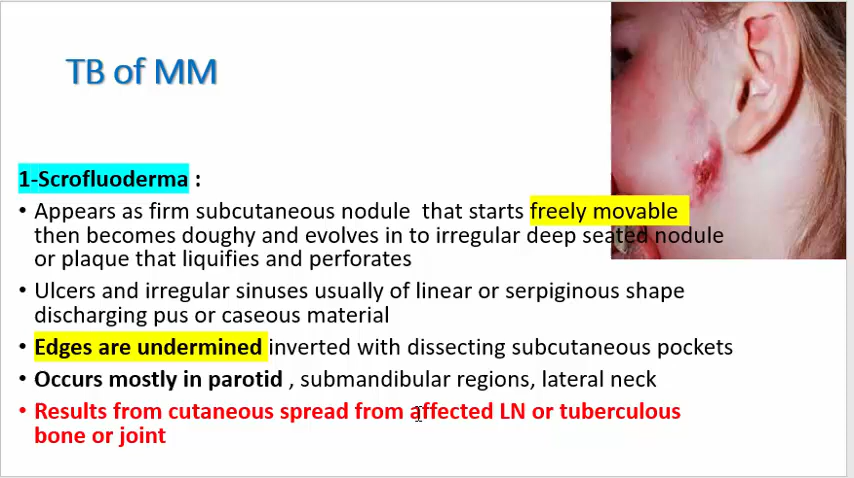 TB of MM
1-Scrofluoderma :
• Appears as firm subcutaneous nodule that starts freely movable
then becomes doughy and evolves in to irregular deep seated nodule
or plaque that liquifies and perforates
• Ulcers and irregular sinuses usually of linear or serpiginous shape
discharging pus or caseous material
• Edges are undermined inverted with dissecting subcutaneous pockets
• Occurs mostly in parotid , submandibular regions, lateral neck
• Results from cutaneous spread from affected LN or tuberculous
bone or joint